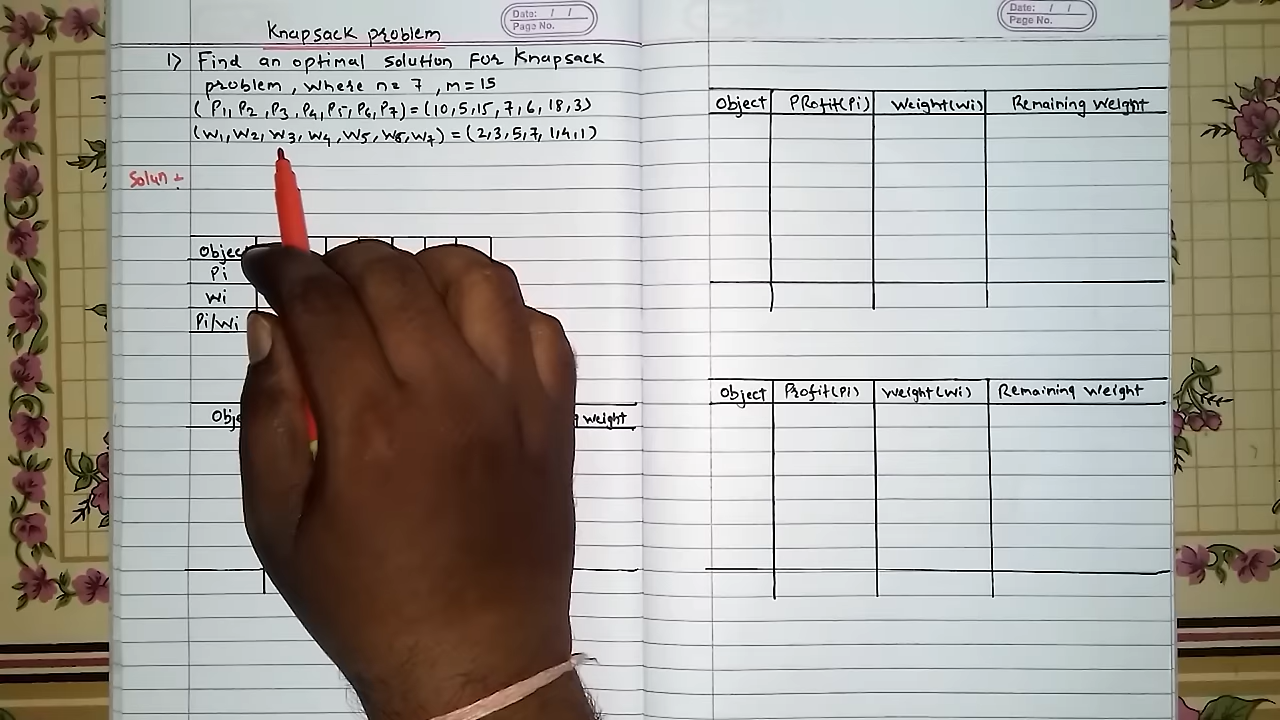 Date: / /
Page No.
Knapsack problem
1) Find an optimal solution For Knapsack
problem, where n= 7 , m=15
(P1, P2, P3, P4, P5, P6, P7) = (10,5,15,7,6,18,3)
(W1, W2, W3, W4, W5, W6, W7) = (2,3,5,7,1,4,1)
Solun
Pi
Wi
Pi/Wi
weight
Date: / /
Page No.
Object Profit(Pi) Weight(Wi) Remaining Weight
Object Profit(Pi) Weight(Wi) Remaining Weight